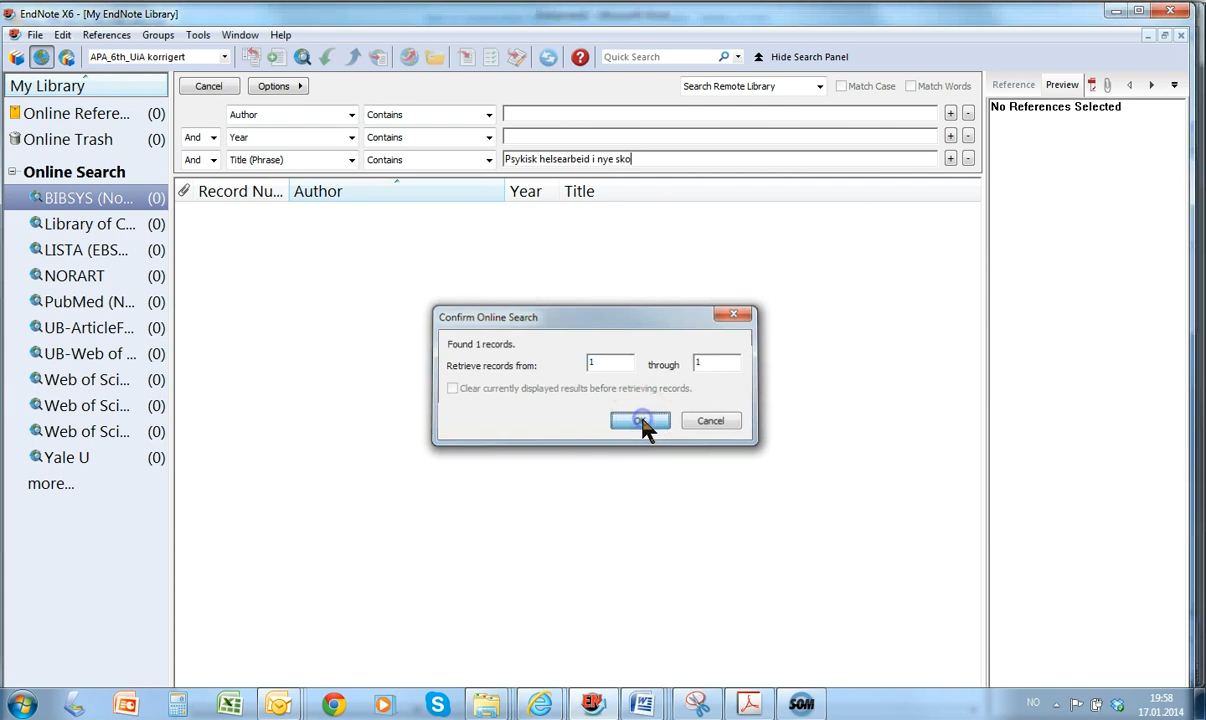 EndNote X6 - [My EndNote Library]
File Edit References Groups Tools Window Help
APA_6th_UiA korrigert Quick Search Hide Search Panel
My Library
Online Refere... (0)
Online Trash (0)
Online Search
BIBSYS (No... (0)
Library of C... (0)
LISTA (EBS... (0)
NORART (0)
PubMed (N... (0)
UB-ArticleF... (0)
UB-Web of ... (0)
Web of Sci... (0)
Web of Sci... (0)
Web of Sci... (0)
Yale U (0)
more...
Cancel Options Search Remote Library Match Case Match Words
Author Contains
And Year Contains
And Title (Phrase) Contains Psykisk helsearbeid i nye sko
Record Nu... Author Year Title
Confirm Online Search
Found 1 records.
Retrieve records from: 1 through 1
Clear currently displayed results before retrieving records.
OK Cancel
Reference Preview
No References Selected
NO 19:58
17.01.2014
SOM